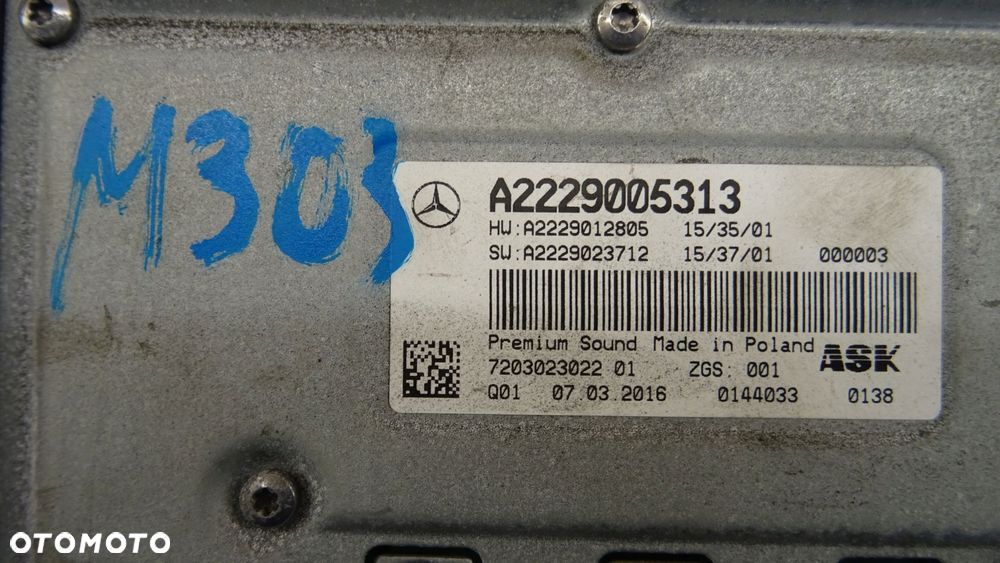 M303
A2229005313
HW:A2229012805 15/35/01
SW:A2229023712 15/37/01 000003
Premium Sound Made in Poland ASK
7203023022 01 ZGS: 001
Q01 07 03.2016 0144033 0138
OTOMOTO